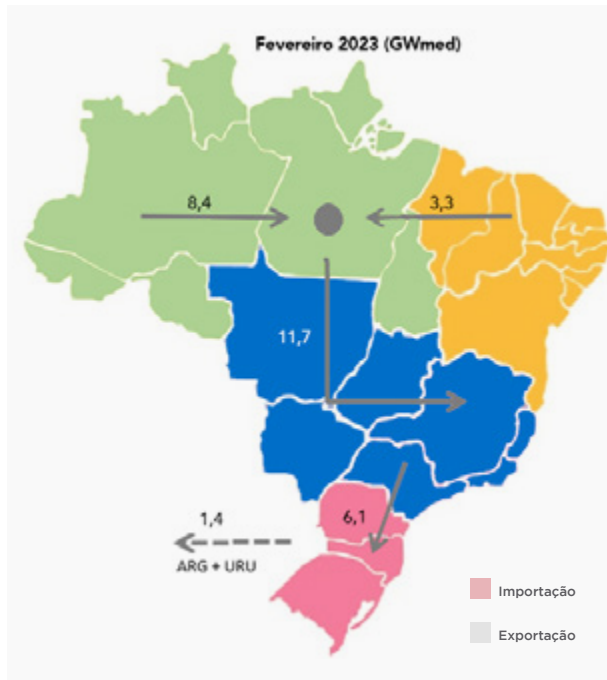 Fevereiro 2023 (GWmed)
8,4
3,3
11,7
6,1
1,4
ARG + URU
Importação
Exportação